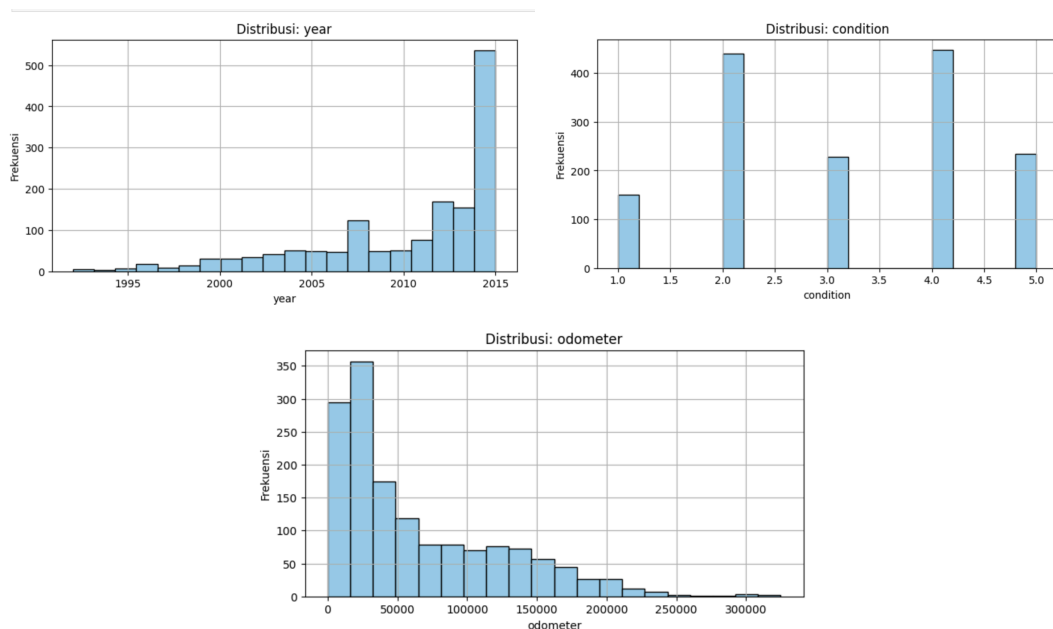 Distribusi: year
Frekuensi
500
400
300
200
100
0
1995 2000 2005 2010 2015
year
Distribusi: condition
Frekuensi
400
300
200
100
0
1.0 1.5 2.0 2.5 3.0 3.5 4.0 4.5 5.0
condition
Distribusi: odometer
Frekuensi
350
300
250
200
150
100
50
0
0 50000 100000 150000 200000 250000 300000
odometer